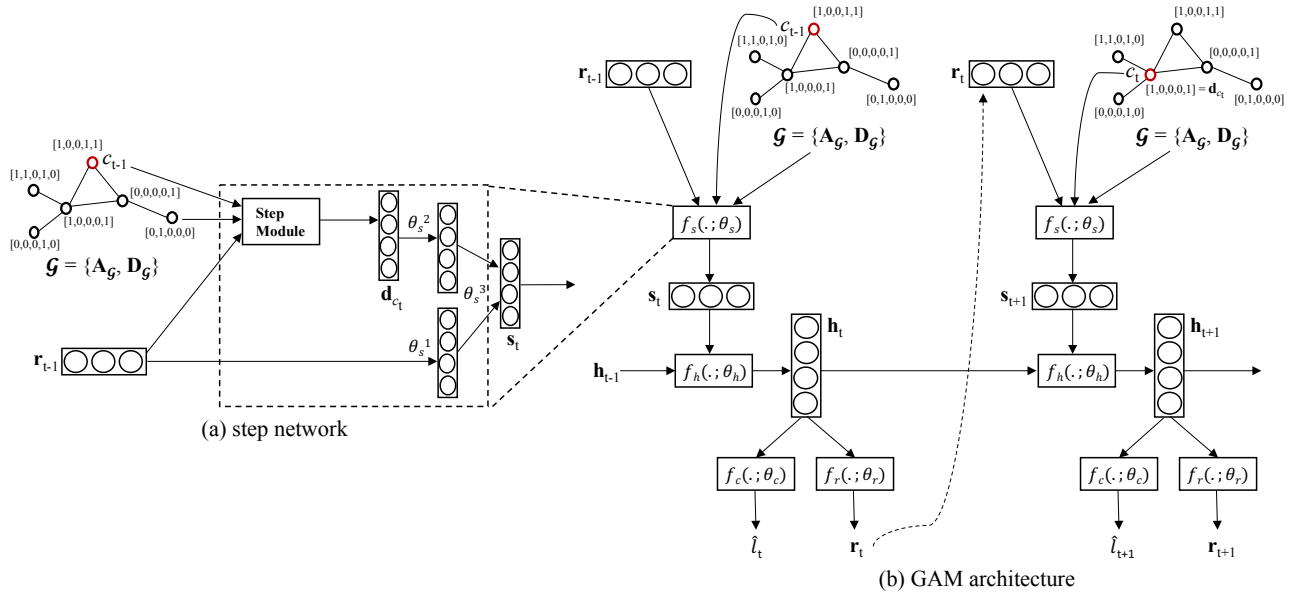 [1,0,0,1,1]
c_{t-1}
[1,1,0,1,0]
[0,0,0,0,1]
[1,0,0,0,1]
[0,1,0,0,0]
[0,0,0,1,0]
𝓖 = {A_𝓖, D_𝓖}
r_{t-1}
Step
Module
d_{c_t}
θ_s^2
θ_s^1
θ_s^3
s_t
(a) step network
r_{t-1}
c_{t-1}
[1,0,0,1,1]
[1,1,0,1,0]
[0,0,0,0,1]
[1,0,0,0,1]
[0,1,0,0,0]
[0,0,0,1,0]
𝓖 = {A_𝓖, D_𝓖}
f_s(.;θ_s)
s_t
h_{t-1}
f_h(.;θ_h)
h_t
f_c(.;θ_c)
f_r(.;θ_r)
l̂_t
r_t
r_t
c_t
[1,0,0,1,1]
[1,1,0,1,0]
[0,0,0,0,1]
[1,0,0,0,1] = d_{c_t}
[0,1,0,0,0]
[0,0,0,1,0]
𝓖 = {A_𝓖, D_𝓖}
f_s(.;θ_s)
s_{t+1}
f_h(.;θ_h)
h_{t+1}
f_c(.;θ_c)
f_r(.;θ_r)
l̂_{t+1}
r_{t+1}
(b) GAM architecture